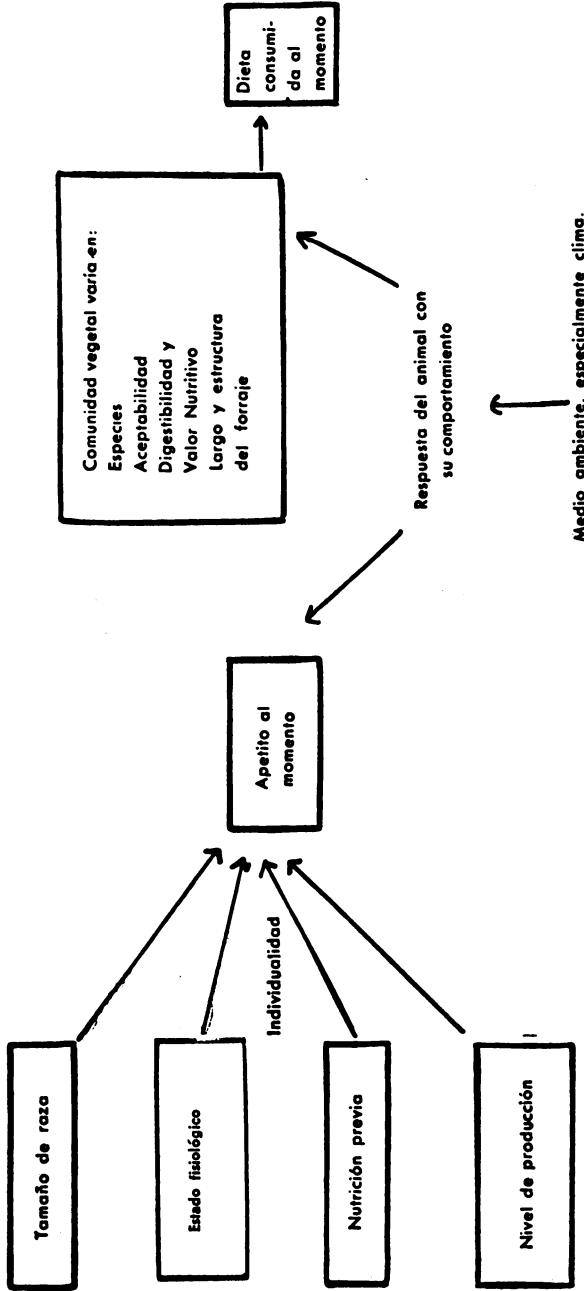 Tamaño de raza
Estado fisiológico
Individualidad
Nutrición previa
Nivel de producción
Apetito al
momento
Comunidad vegetal varía en:
Especies
Aceptabilidad
Digestibilidad y
Valor Nutritivo
Largo y estructura
del forraje
Dieta
consumi-
da al
momento
Respuesta del animal con
su comportamiento
Medio ambiente, especialmente clima.